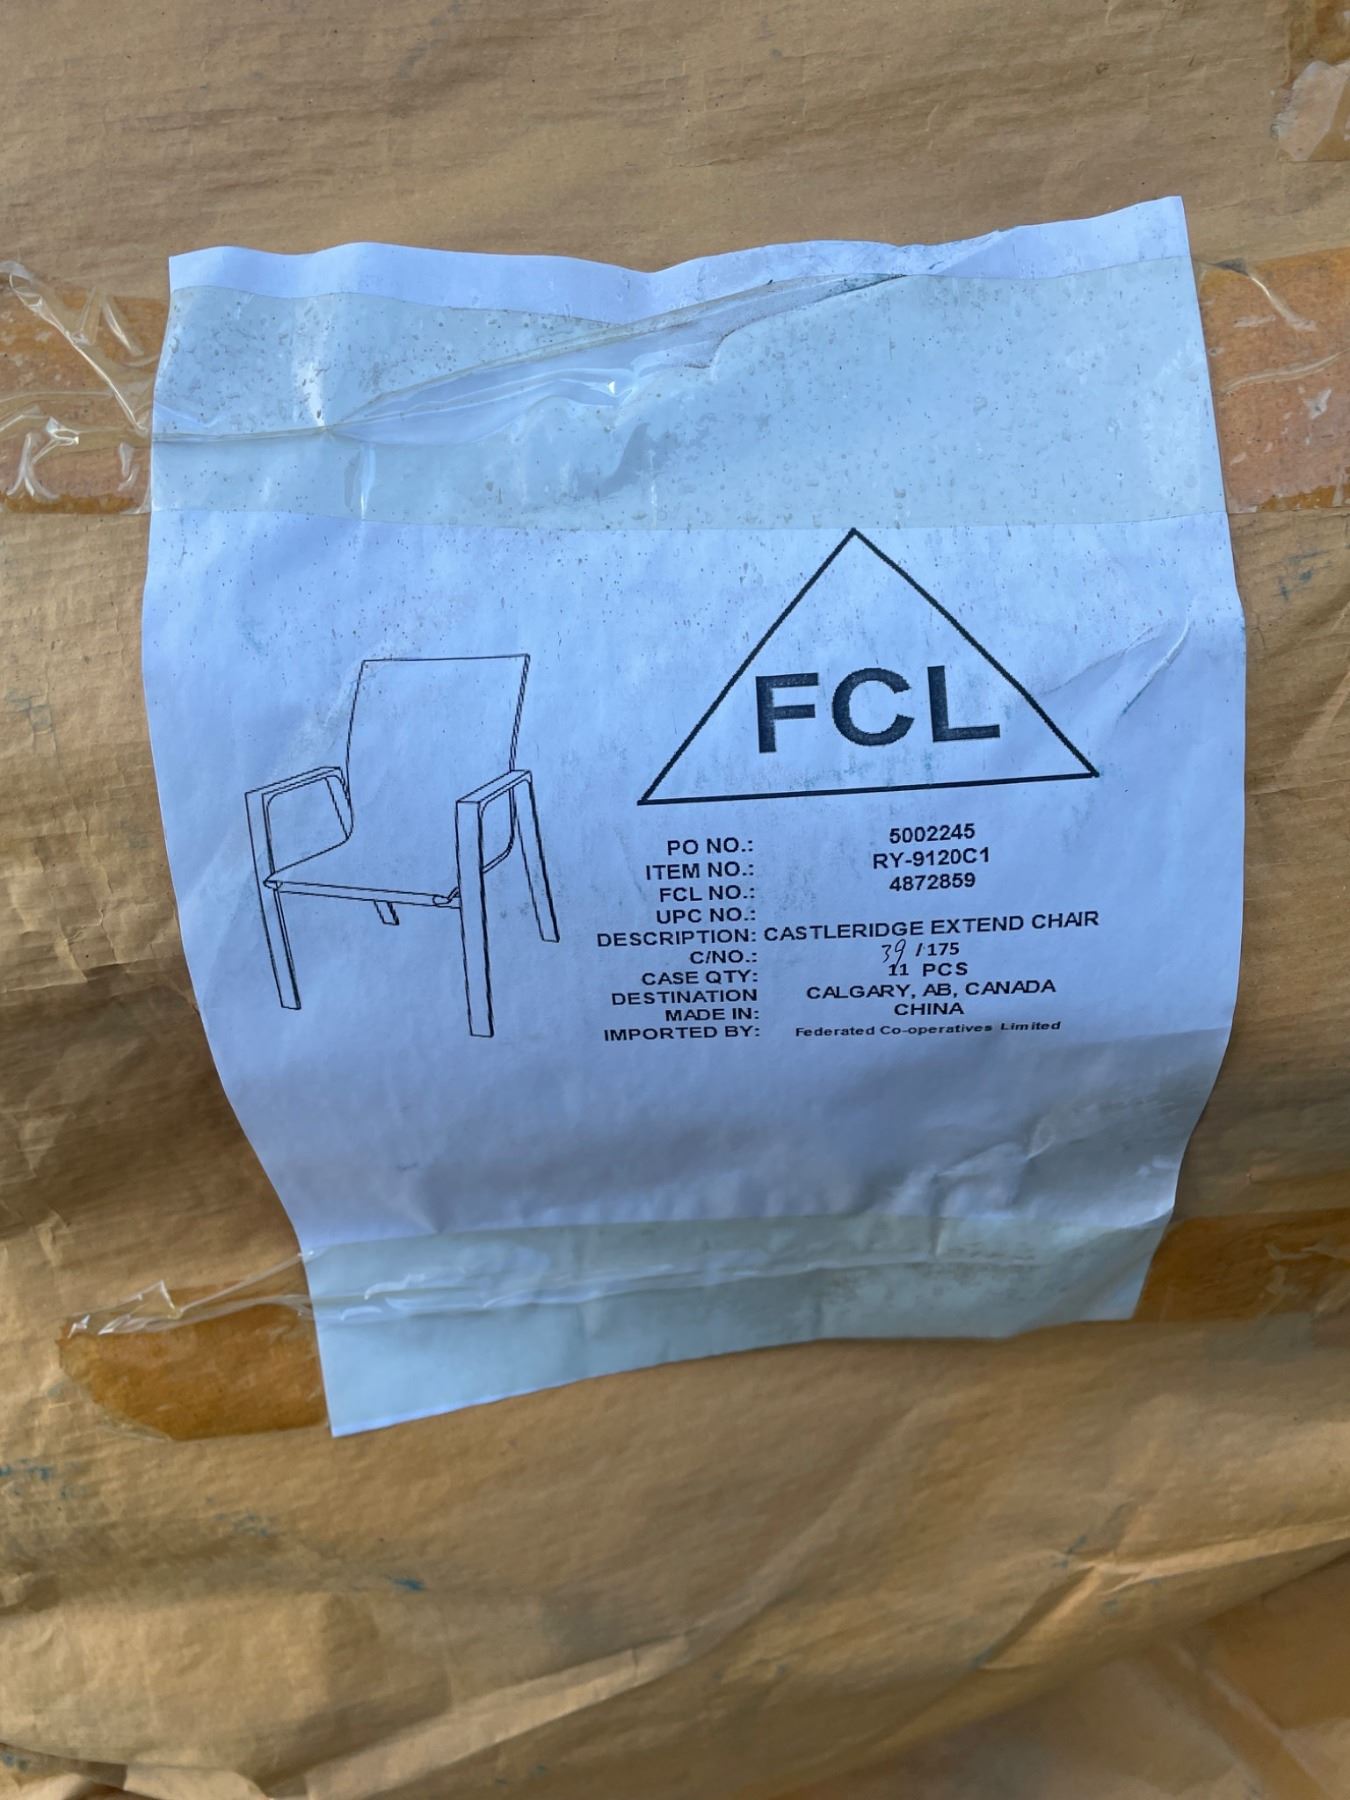 FCL
PO NO.: 5002245
ITEM NO.: RY-9120C1
FCL NO.: 4872859
UPC NO.:
DESCRIPTION: CASTLERIDGE EXTEND CHAIR
C/NO.: 39 /175
CASE QTY: 11 PCS
DESTINATION CALGARY, AB, CANADA
MADE IN: CHINA
IMPORTED BY: Federated Co-operatives Limited